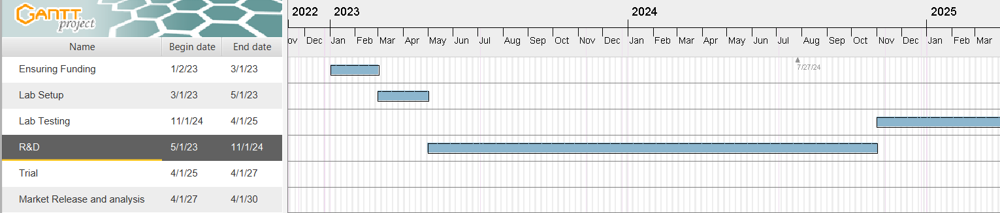 GANTT
project
2022 2023 2024 2025
ov Dec Jan Feb Mar Apr May Jun Jul Aug Sep Oct Nov Dec Jan Feb Mar Apr May Jun Jul Aug Sep Oct Nov Dec Jan Feb Mar
Name Begin date End date
7/27/24
Ensuring Funding 1/2/23 3/1/23
Lab Setup 3/1/23 5/1/23
Lab Testing 11/1/24 4/1/25
R&D 5/1/23 11/1/24
Trial 4/1/25 4/1/27
Market Release and analysis 4/1/27 4/1/30